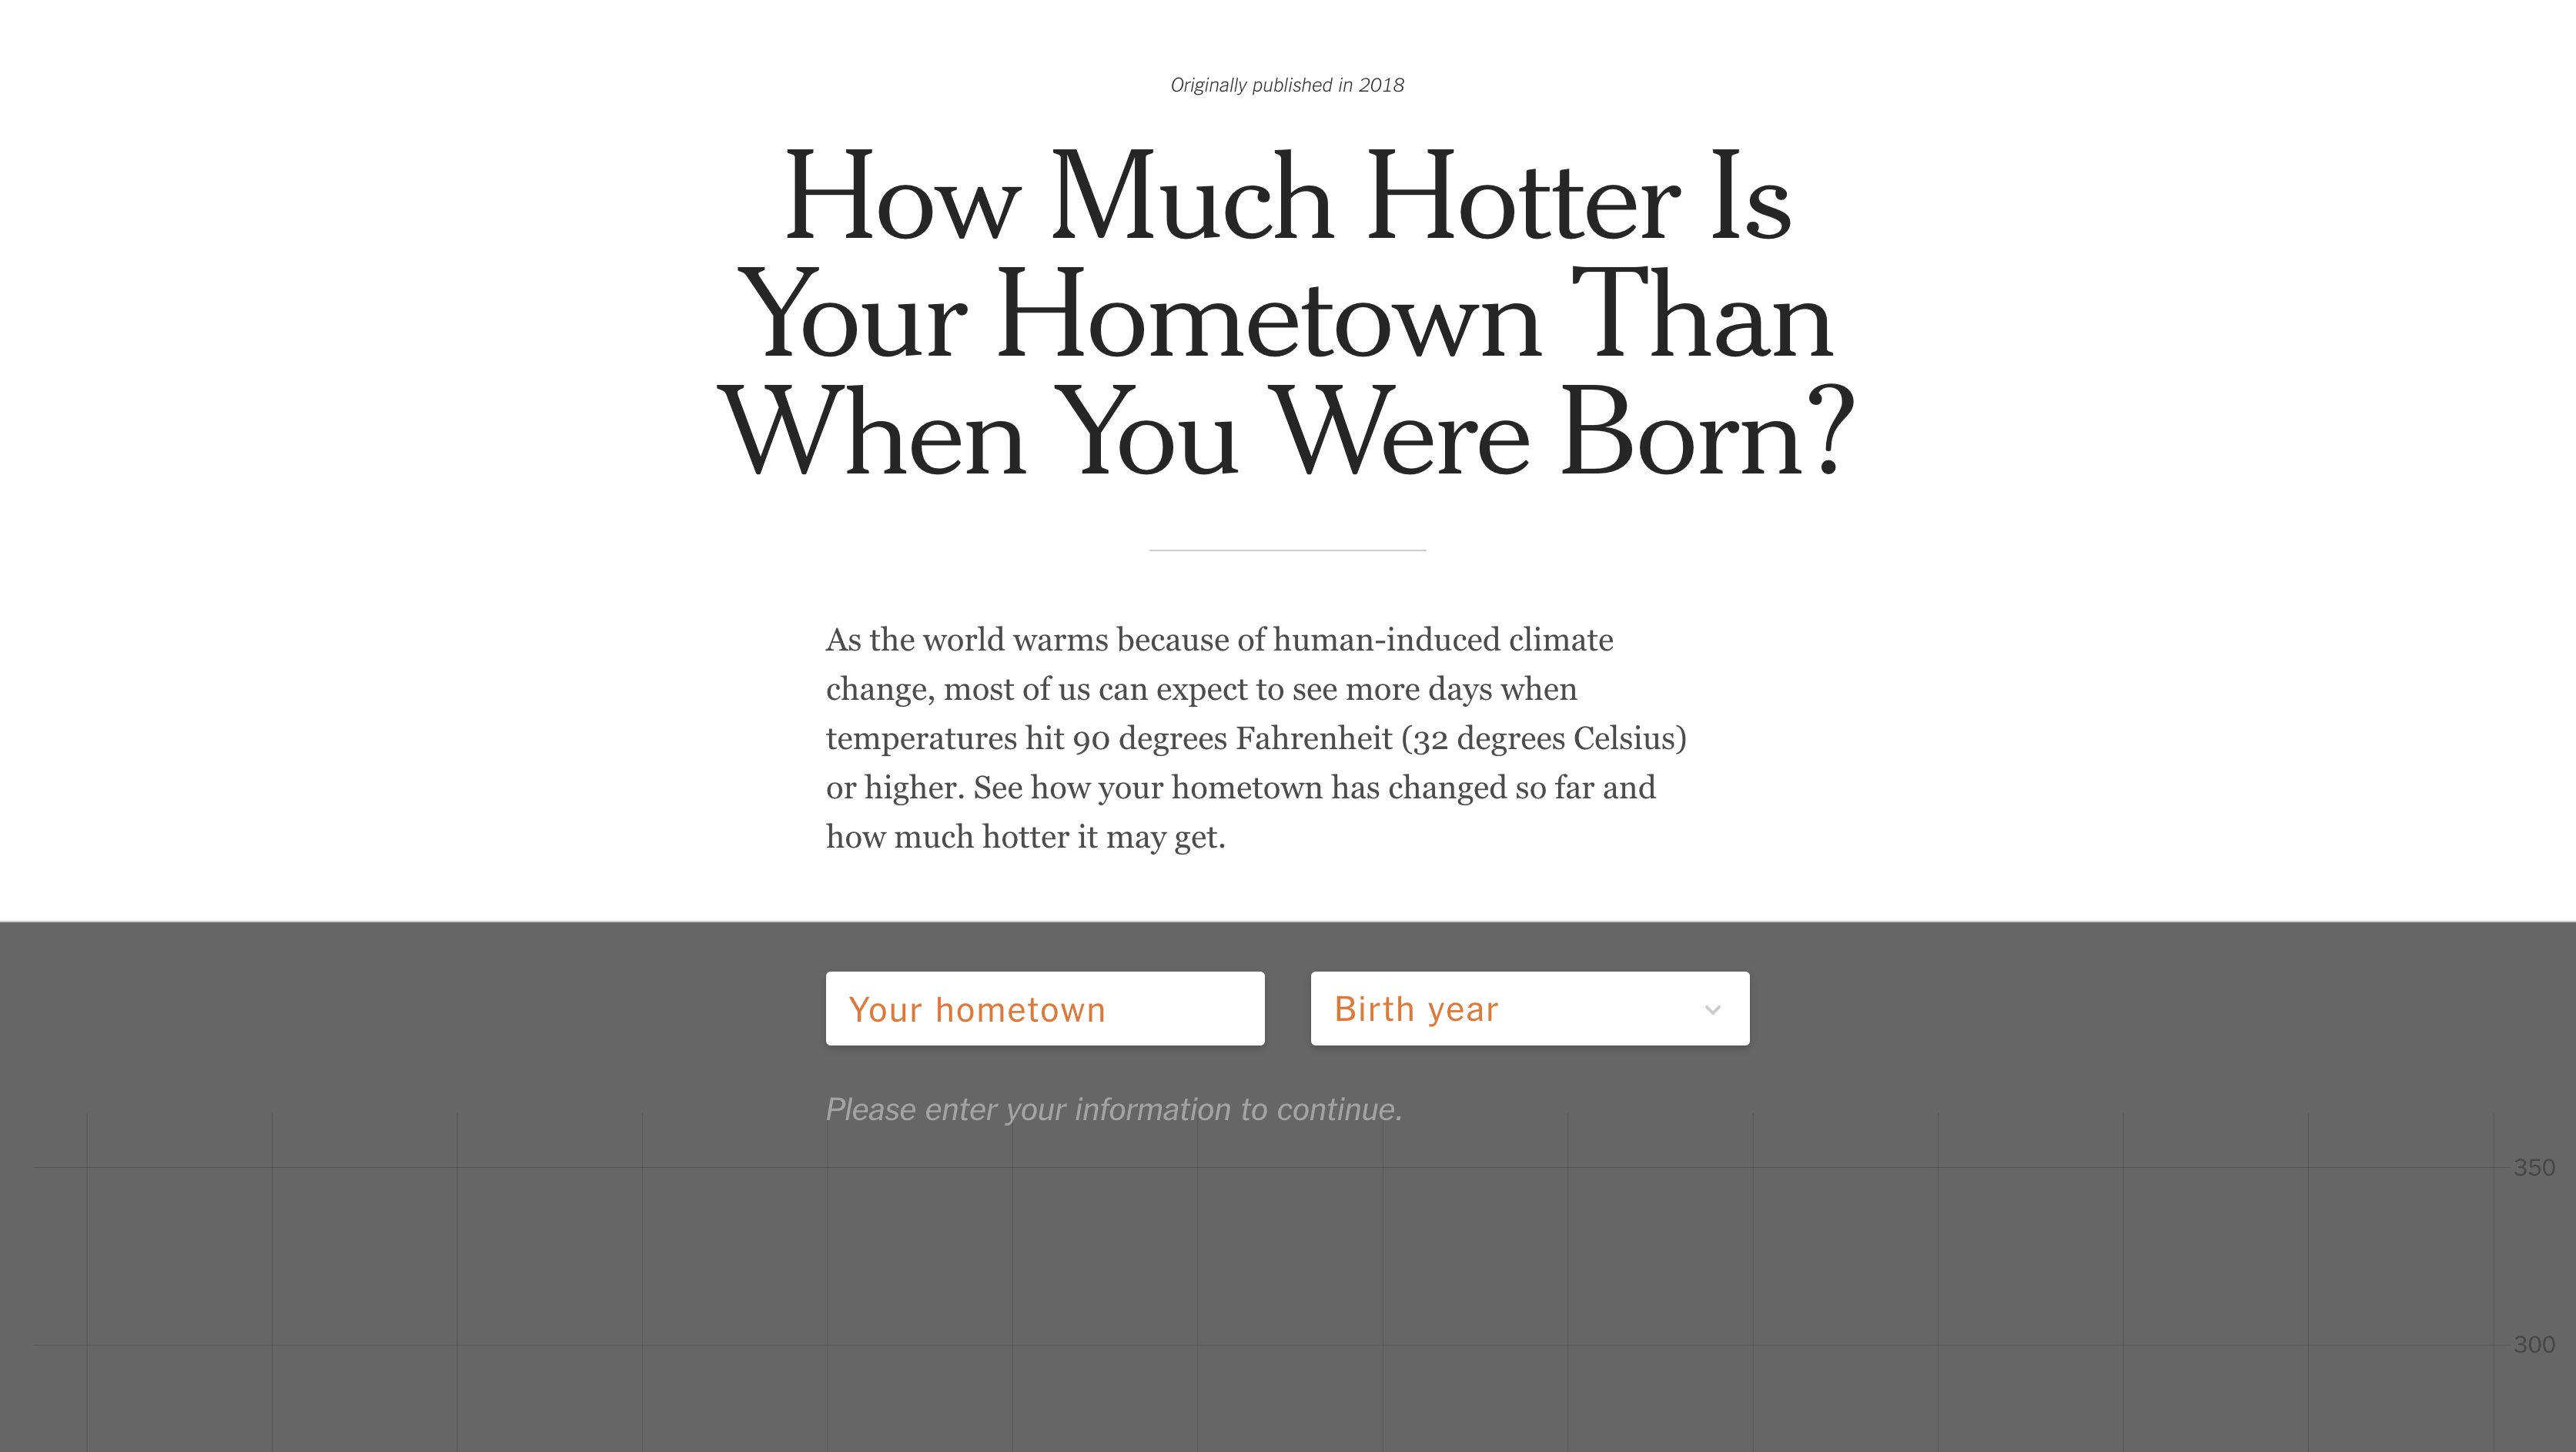 Originally published in 2018
How Much Hotter Is
Your Hometown Than
When You Were Born?
As the world warms because of human-induced climate
change, most of us can expect to see more days when
temperatures hit 90 degrees Fahrenheit (32 degrees Celsius)
or higher. See how your hometown has changed so far and
how much hotter it may get.
Your hometown
Birth year
Please enter your information to continue.
350
300